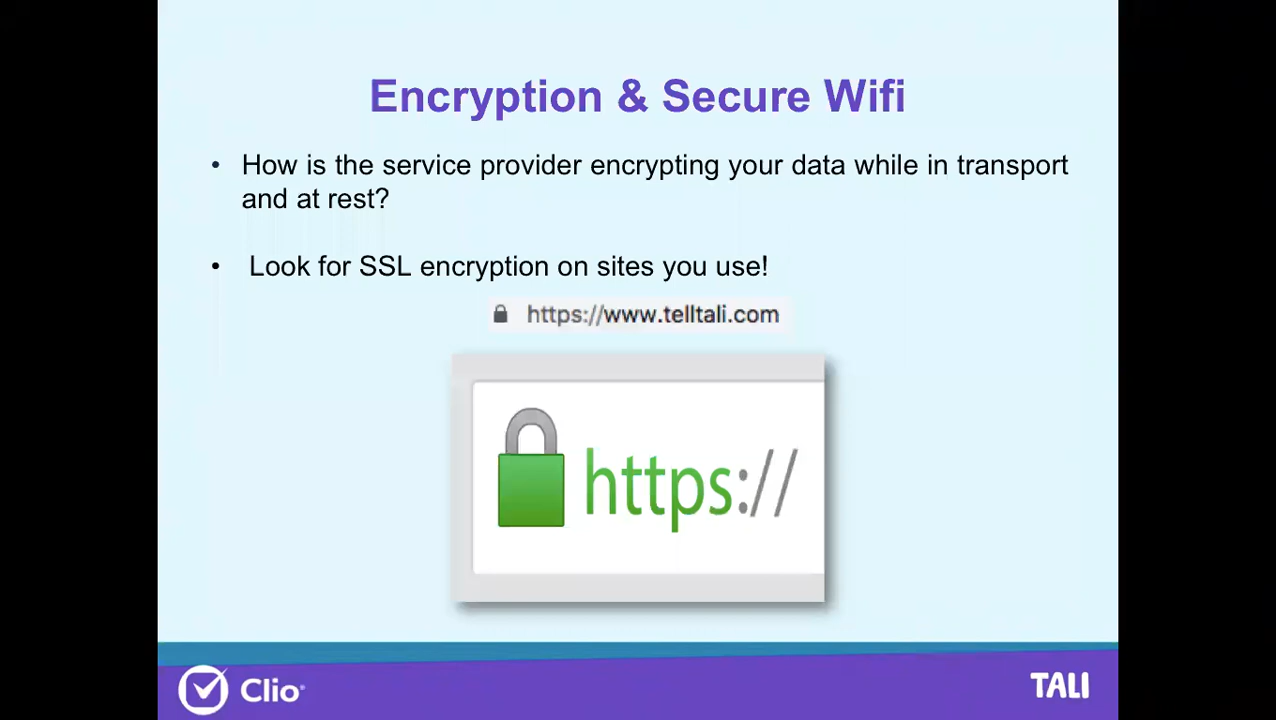 Encryption & Secure Wifi
• How is the service provider encrypting your data while in transport
and at rest?
• Look for SSL encryption on sites you use!
https://www.telltali.com
https://
Clio®
TALI